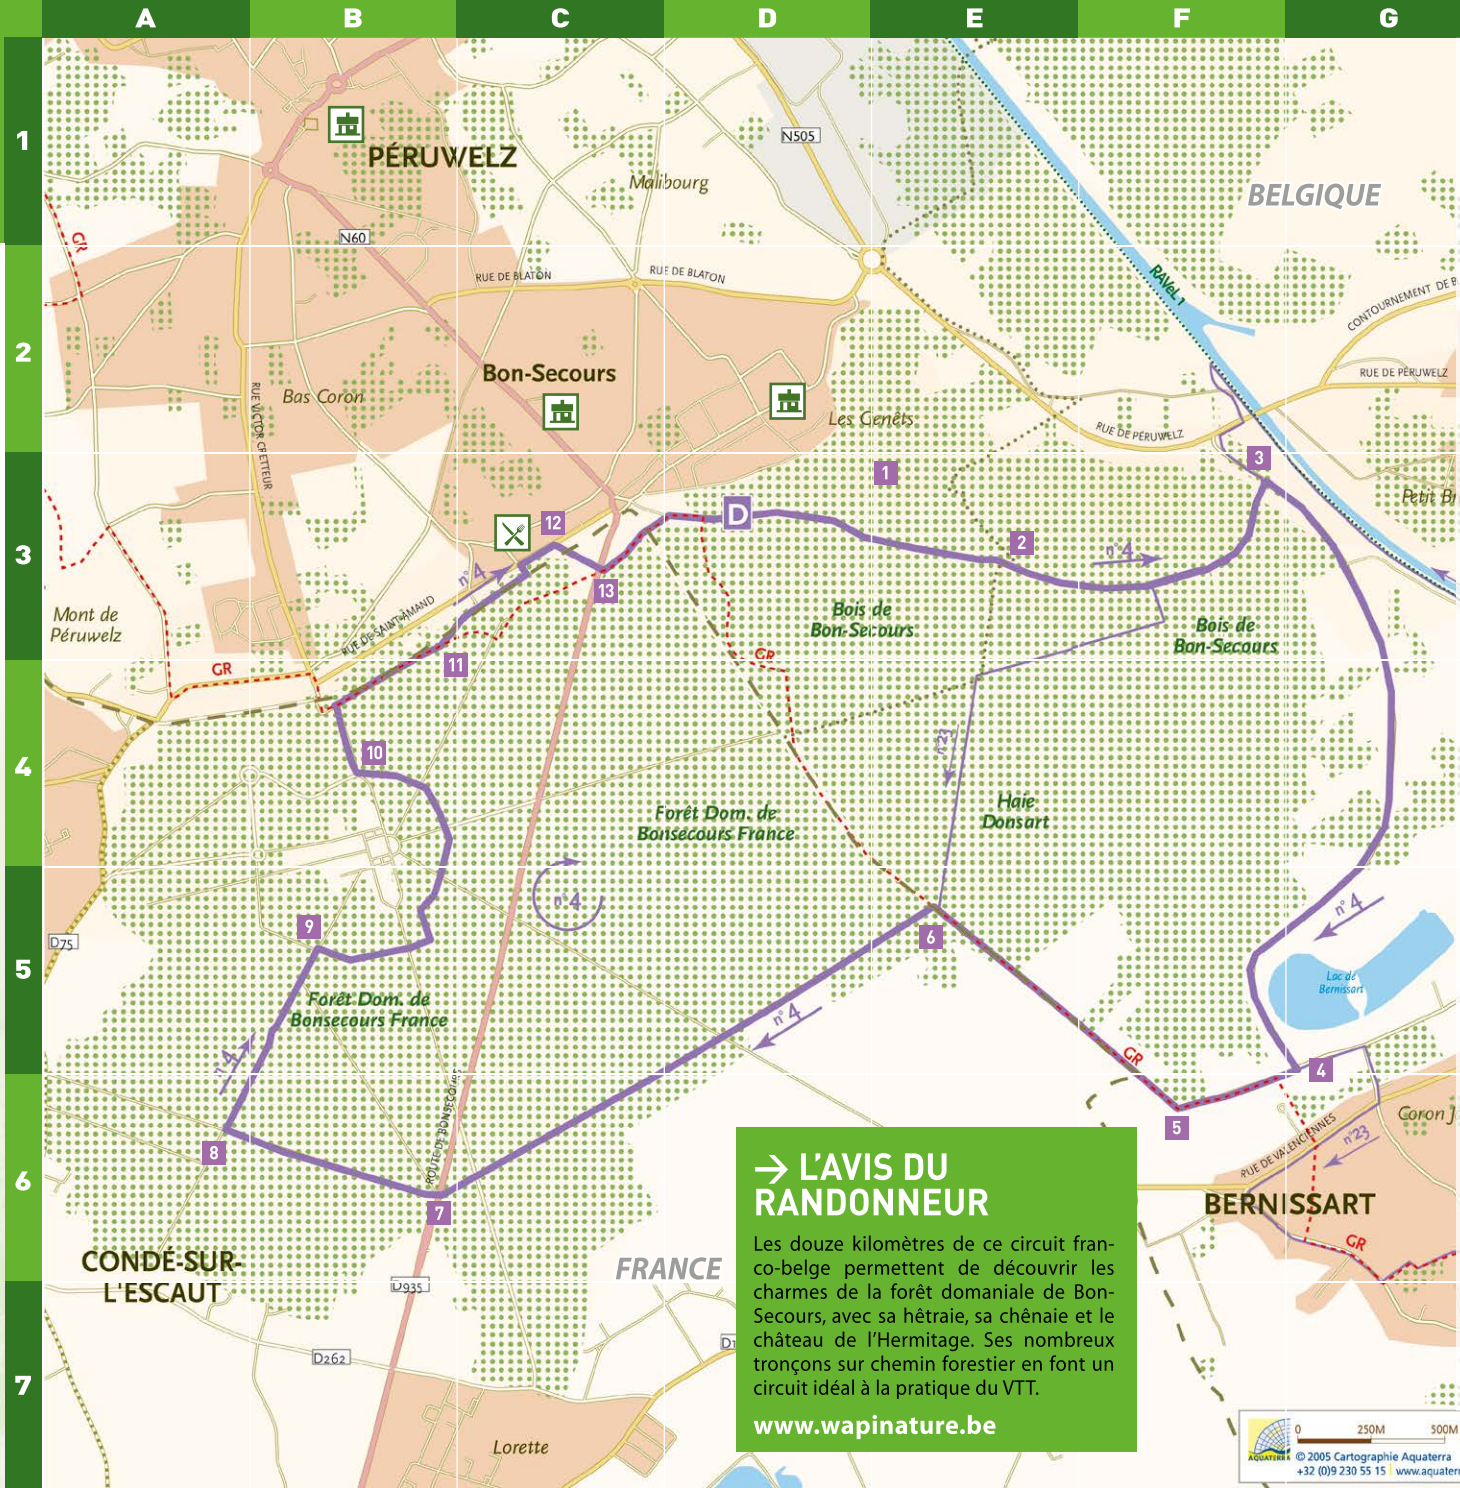 A B C D E F G
1
2
3
4
5
6
7
PÉRUWELZ
Malibourg
N505
BELGIQUE
GR
N60
RUE DE BLATON
RUE DE BLATON
RAVeL 1
CONTOURNEMENT DE B
Bon-Secours
RUE DE PÉRUWELZ
Bas Coron
RUE VICTOR CRETTEUR
Les Genêts
RUE DE PÉRUWELZ
3
1
Petit B
D
12
2
n°4
n°4
13
Mont de
Péruwelz
RUE DE SAINT-AMAND
Bois de
Bon-Secours
Bois de
Bon-Secours
11
GR
GR
10
n°23
Forêt Dom. de
Bonsecours France
Haie
Donsart
n°4
n°4
9
6
D75
Lac de
Bernissart
Forêt Dom. de
Bonsecours France
n°4
n°4
GR
4
ROUTE DE BONSECOURS
Coron J
5
8
RUE DE VALENCIENNES
n°23
7
BERNISSART
GR
CONDÉ-SUR-
L'ESCAUT
FRANCE
D935
D262
D1
Lorette
→ L'AVIS DU
RANDONNEUR
Les douze kilomètres de ce circuit fran-
co-belge permettent de découvrir les
charmes de la forêt domaniale de Bon-
Secours, avec sa hêtraie, sa chênaie et le
château de l'Hermitage. Ses nombreux
tronçons sur chemin forestier en font un
circuit idéal à la pratique du VTT.
www.wapinature.be
0 250M 500M
AQUATERRA
© 2005 Cartographie Aquaterra
+32 (0)9 230 55 15 | www.aquater